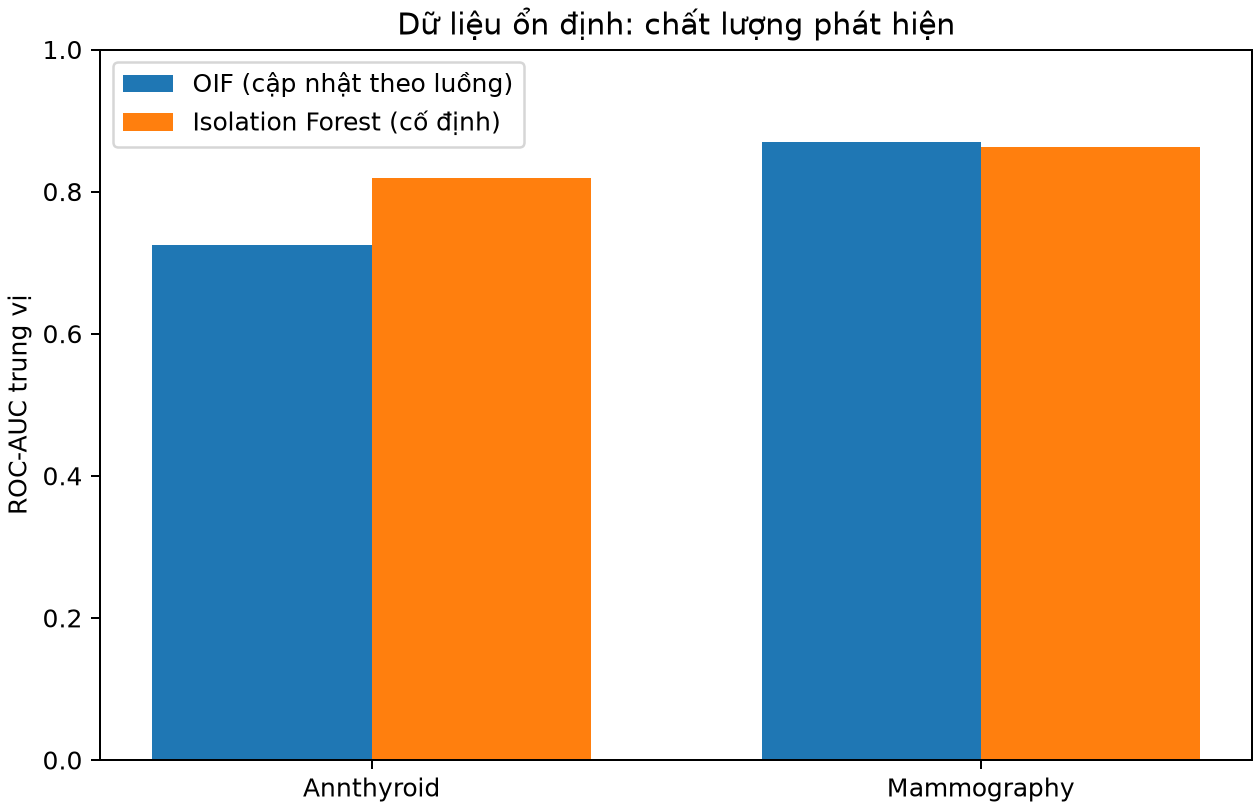 Dữ liệu ổn định: chất lượng phát hiện
OIF (cập nhật theo luồng)
Isolation Forest (cố định)
ROC-AUC trung vị
1.0
0.8
0.6
0.4
0.2
0.0
Annthyroid
Mammography